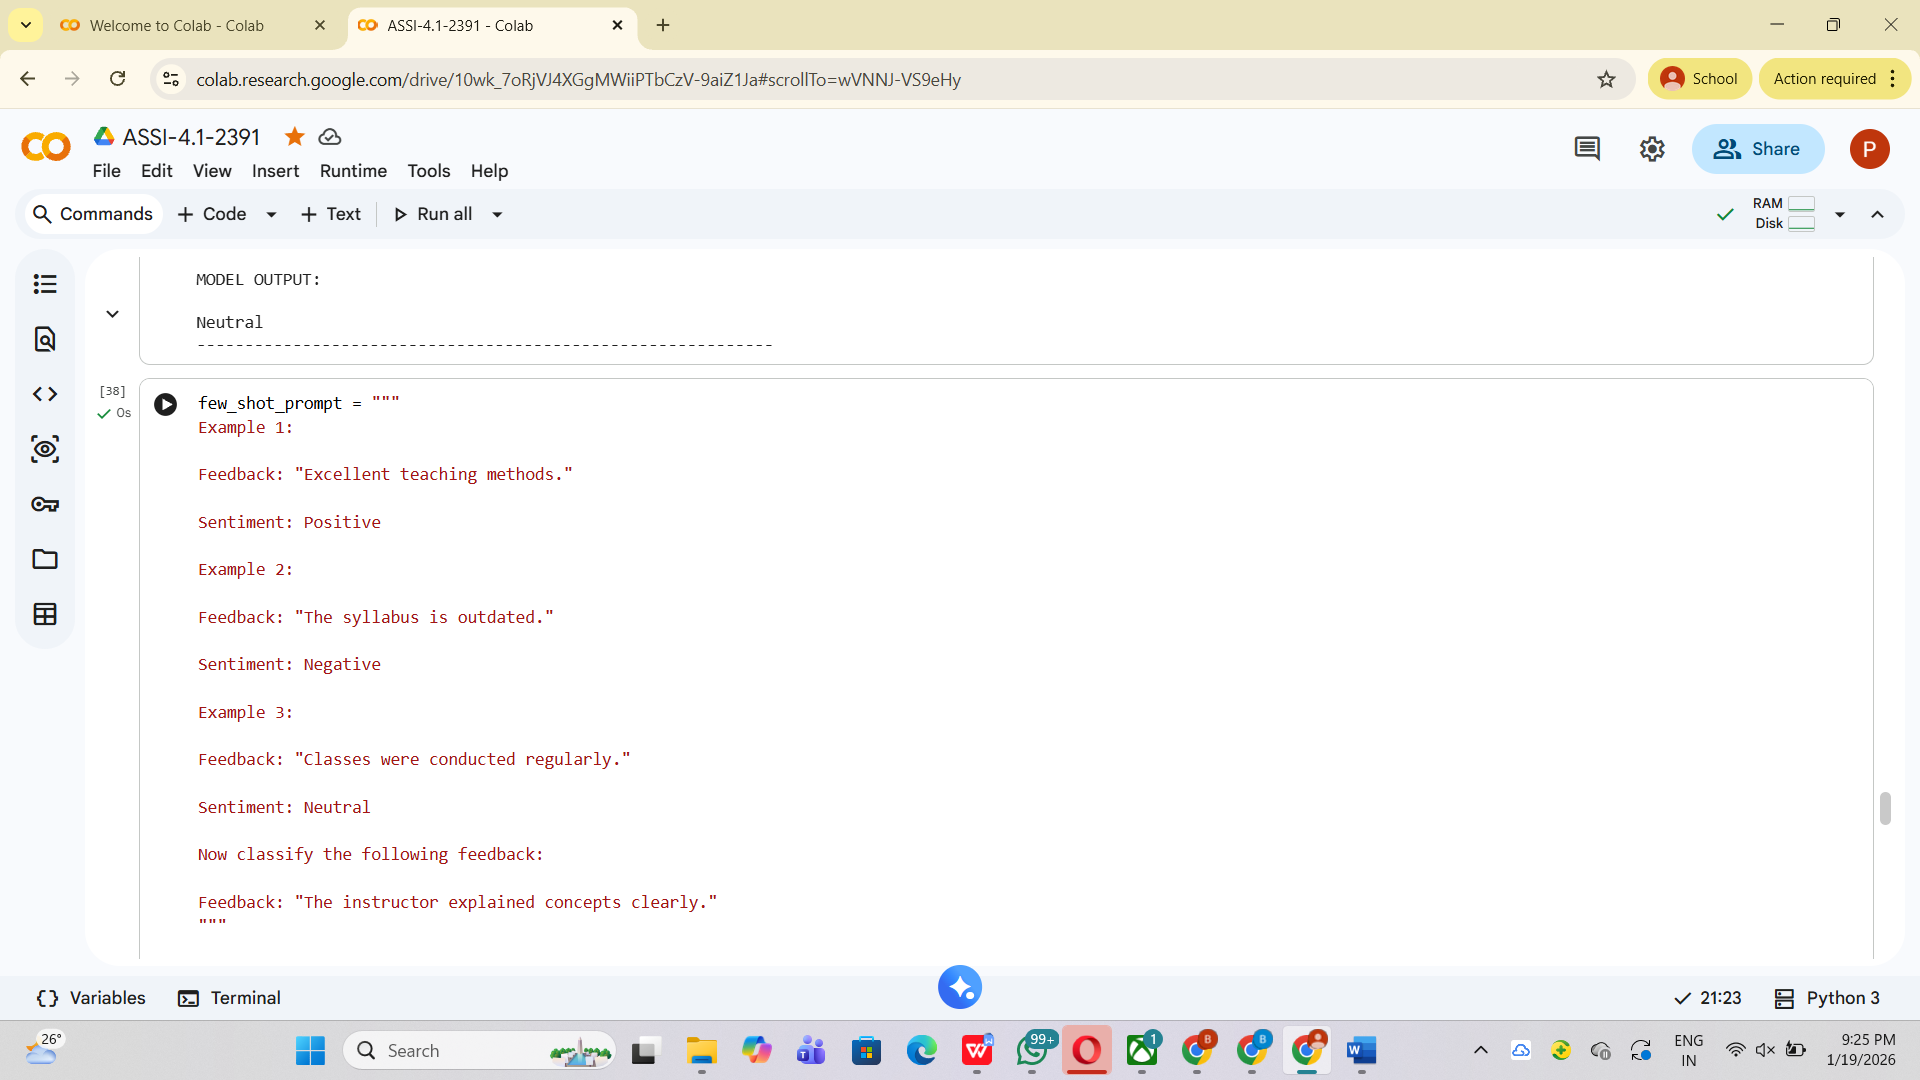 Welcome to Colab - Colab
ASSI-4.1-2391 - Colab
colab.research.google.com/drive/10wk_7oRjVJ4XGgMWiiPTbCzV-9aiZ1Ja#scrollTo=wVNNJ-VS9eHy
School
Action required
ASSI-4.1-2391
File Edit View Insert Runtime Tools Help
Share
P
Commands + Code + Text Run all
RAM
Disk
MODEL OUTPUT:
Neutral
------------------------------------------------------------
[38]
0s
few_shot_prompt = """
Example 1:
Feedback: "Excellent teaching methods."
Sentiment: Positive
Example 2:
Feedback: "The syllabus is outdated."
Sentiment: Negative
Example 3:
Feedback: "Classes were conducted regularly."
Sentiment: Neutral
Now classify the following feedback:
Feedback: "The instructor explained concepts clearly."
"""
Variables Terminal
21:23 Python 3
26°
Search
99+
1
B
B
ENG
IN
9:25 PM
1/19/2026